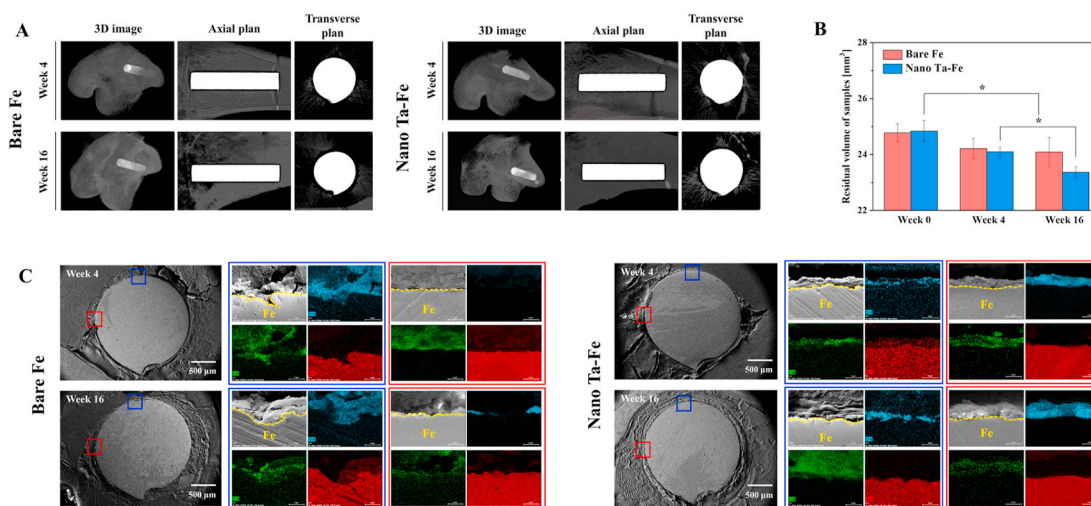 A
3D image
Axial plan
Transverse
plan
Bare Fe
Week 4
Week 16
3D image
Axial plan
Transverse
plan
Nano Ta-Fe
Week 4
Week 16
B
Residual volume of samples [mm³]
28
26
24
22
Bare Fe
Nano Ta-Fe
*
*
Week 0
Week 4
Week 16
C
Bare Fe
Week 4
500 μm
Fe
Week 16
500 μm
Fe
Nano Ta-Fe
Week 4
500 μm
Fe
Fe
Week 16
500 μm
Fe
Fe